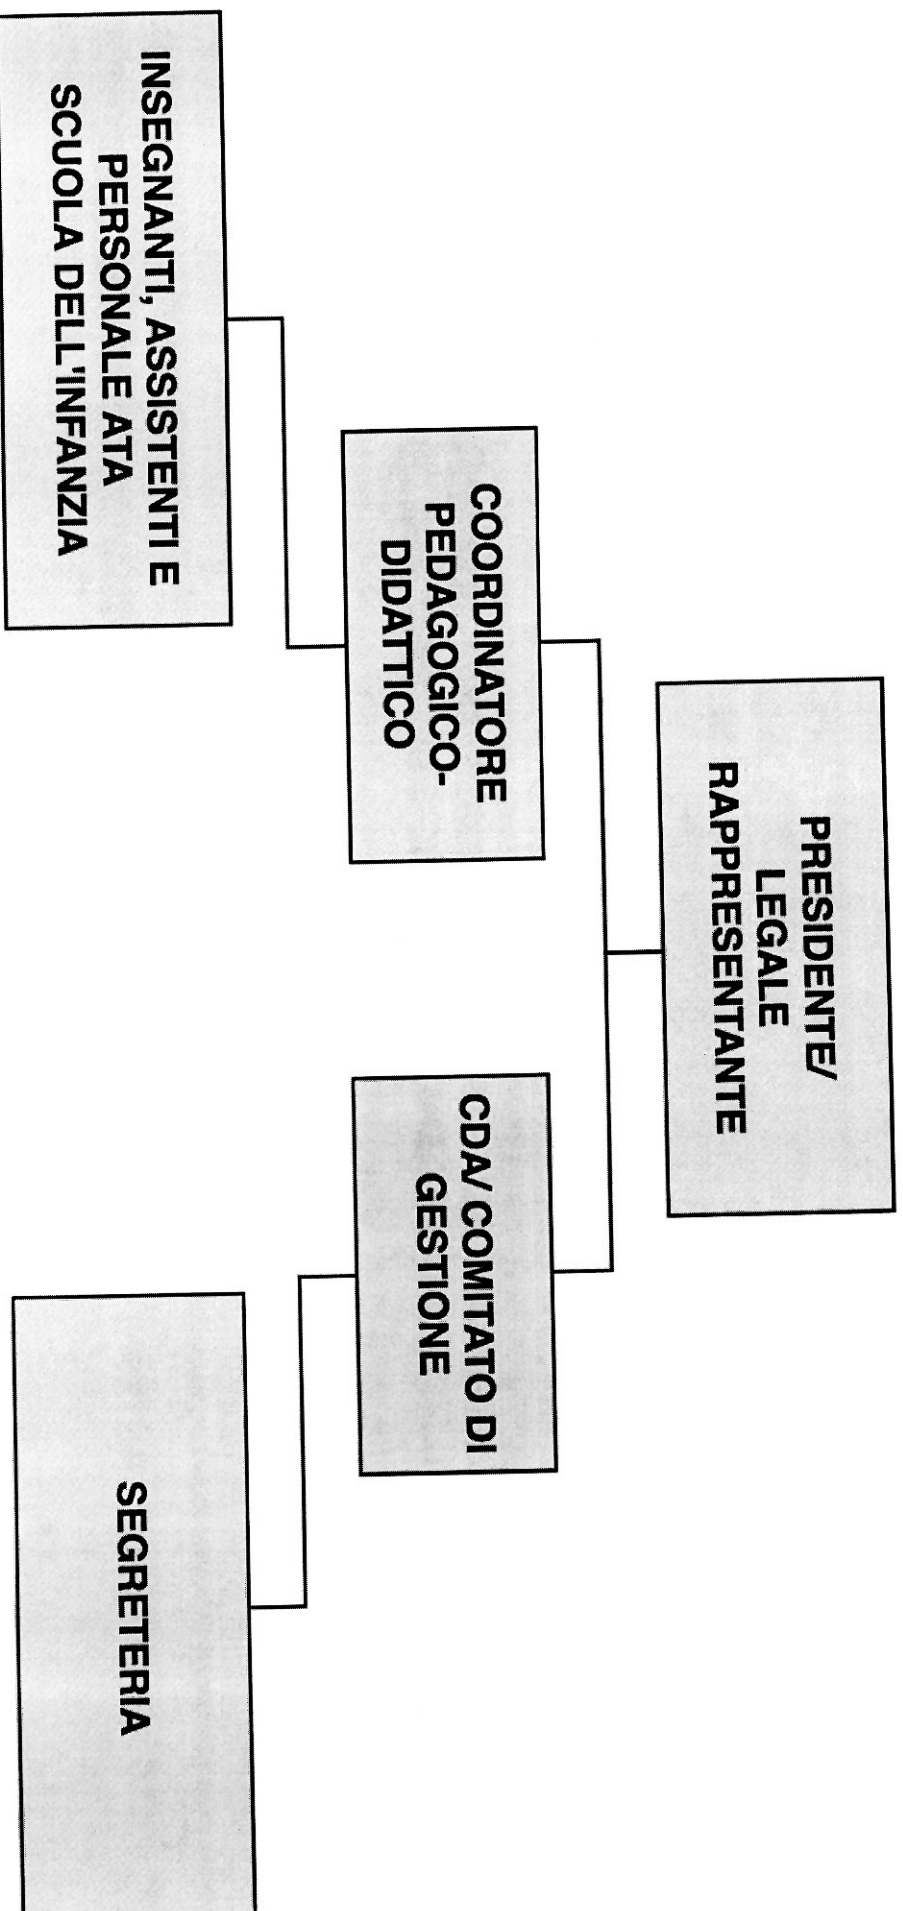 PRESIDENTE/
LEGALE
RAPPRESENTANTE
COORDINATORE
PEDAGOGICO-
DIDATTICO
CDA/ COMITATO DI
GESTIONE
INSEGNANTI, ASSISTENTI E
PERSONALE ATA
SCUOLA DELL'INFANZIA
SEGRETERIA